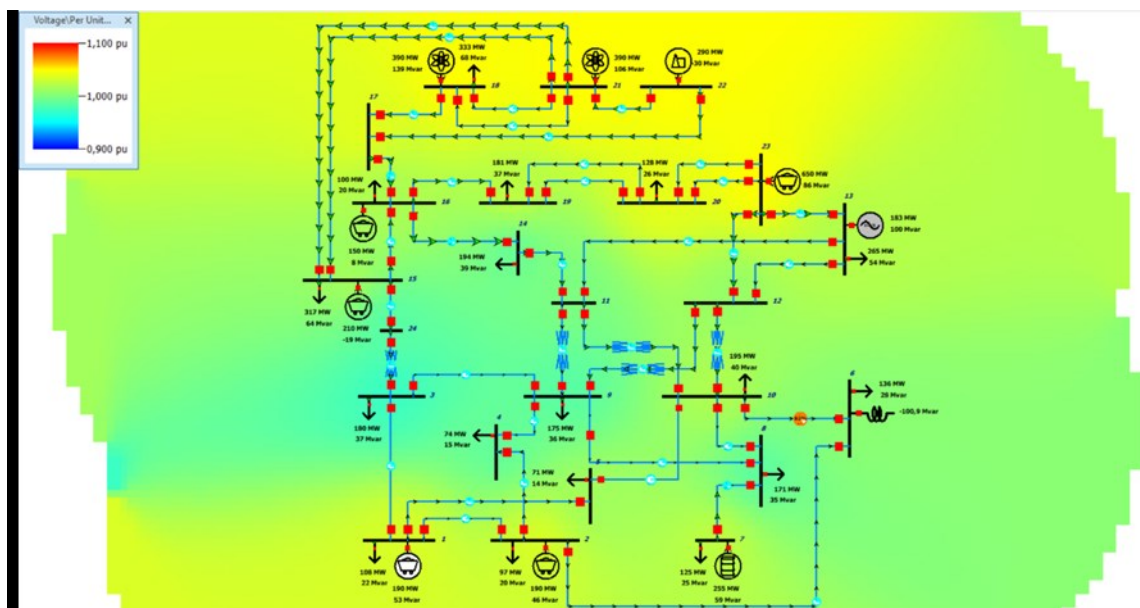 Voltage\Per Unit... ×
1,100 pu
1,000 pu
0,900 pu
390 MW
139 Mvar
333 MW
68 Mvar
18
390 MW
106 Mvar
21
290 MW
-30 Mvar
22
17
100 MW
20 Mvar
16
150 MW
8 Mvar
181 MW
37 Mvar
19
128 MW
26 Mvar
20
23
650 MW
86 Mvar
13
183 MW
100 Mvar
265 MW
54 Mvar
14
194 MW
39 Mvar
15
317 MW
64 Mvar
210 MW
-19 Mvar
24
11
12
3
180 MW
37 Mvar
9
175 MW
36 Mvar
195 MW
40 Mvar
10
6
136 MW
28 Mvar
-100,9 Mvar
4
74 MW
15 Mvar
5
71 MW
14 Mvar
8
171 MW
35 Mvar
1
108 MW
22 Mvar
190 MW
53 Mvar
2
97 MW
20 Mvar
190 MW
46 Mvar
7
125 MW
25 Mvar
255 MW
59 Mvar